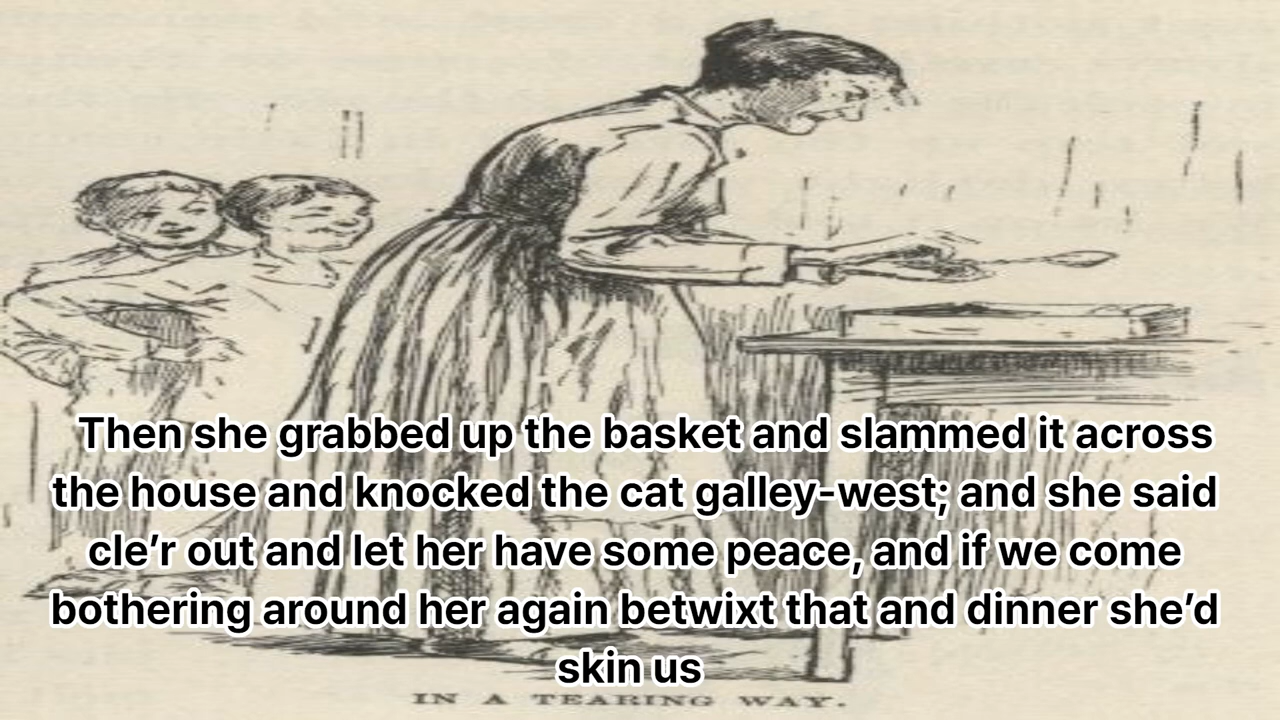 Then she grabbed up the basket and slammed it across
the house and knocked the cat galley-west; and she said
cle’r out and let her have some peace, and if we come
bothering around her again betwixt that and dinner she’d
skin us
IN A TEARING WAY.